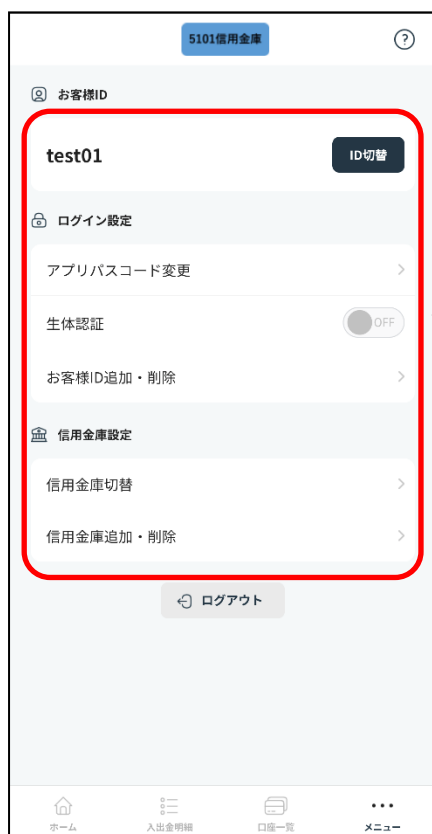 5101信用金庫
?
お客様ID
test01
ID切替
ログイン設定
アプリパスコード変更
生体認証
OFF
お客様ID追加・削除
信用金庫設定
信用金庫切替
信用金庫追加・削除
ログアウト
ホーム
入出金明細
口座一覧
メニュー